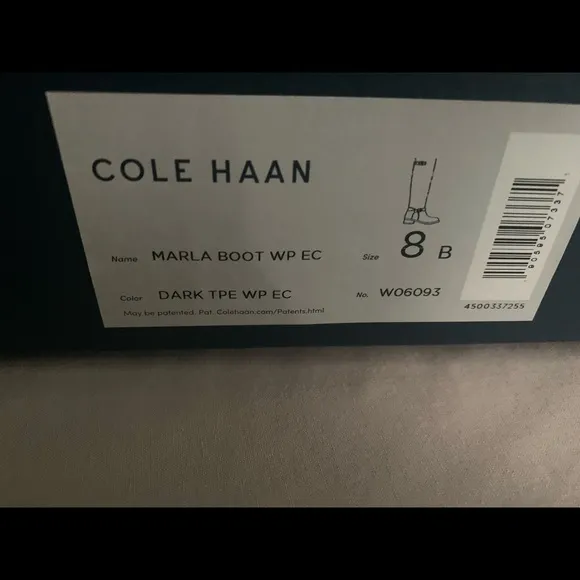 COLE HAAN
Name MARLA BOOT WP EC
Size 8 B
Color DARK TPE WP EC
No. W06093
May be patented. Pat. Colehaan.com/Patents.html
4500337255